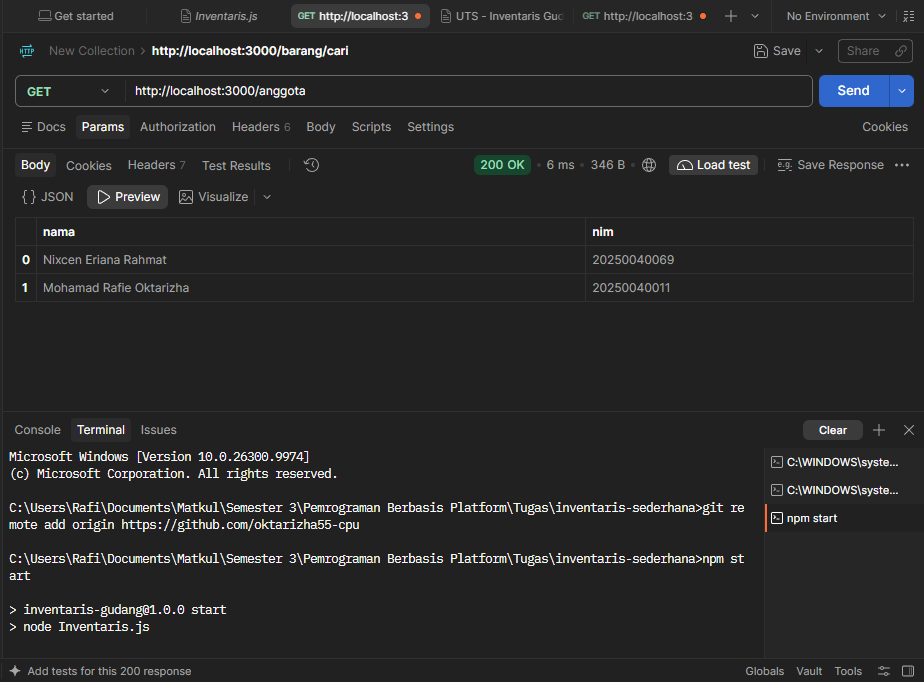 Get started
Inventaris.js
GET http://localhost:3
UTS - Inventaris Gud
GET http://localhost:3
No Environment
HTTP New Collection › http://localhost:3000/barang/cari
Save
Share
GET
http://localhost:3000/anggota
Send
Docs
Params
Authorization
Headers 6
Body
Scripts
Settings
Cookies
Body
Cookies
Headers 7
Test Results
200 OK • 6 ms • 346 B
Load test
e.g. Save Response
{} JSON
Preview
Visualize
nama nim
0 Nixcen Eriana Rahmat 20250040069
1 Mohamad Rafie Oktarizha 20250040011
Console
Terminal
Issues
Clear
Microsoft Windows [Version 10.0.26300.9974]
(c) Microsoft Corporation. All rights reserved.
C:\Users\Rafi\Documents\Matkul\Semester 3\Pemrograman Berbasis Platform\Tugas\inventaris-sederhana>git re
mote add origin https://github.com/oktarizha55-cpu
C:\Users\Rafi\Documents\Matkul\Semester 3\Pemrograman Berbasis Platform\Tugas\inventaris-sederhana>npm st
art
> inventaris-gudang@1.0.0 start
> node Inventaris.js
C:\WINDOWS\syste...
C:\WINDOWS\syste...
npm start
Add tests for this 200 response
Globals
Vault
Tools